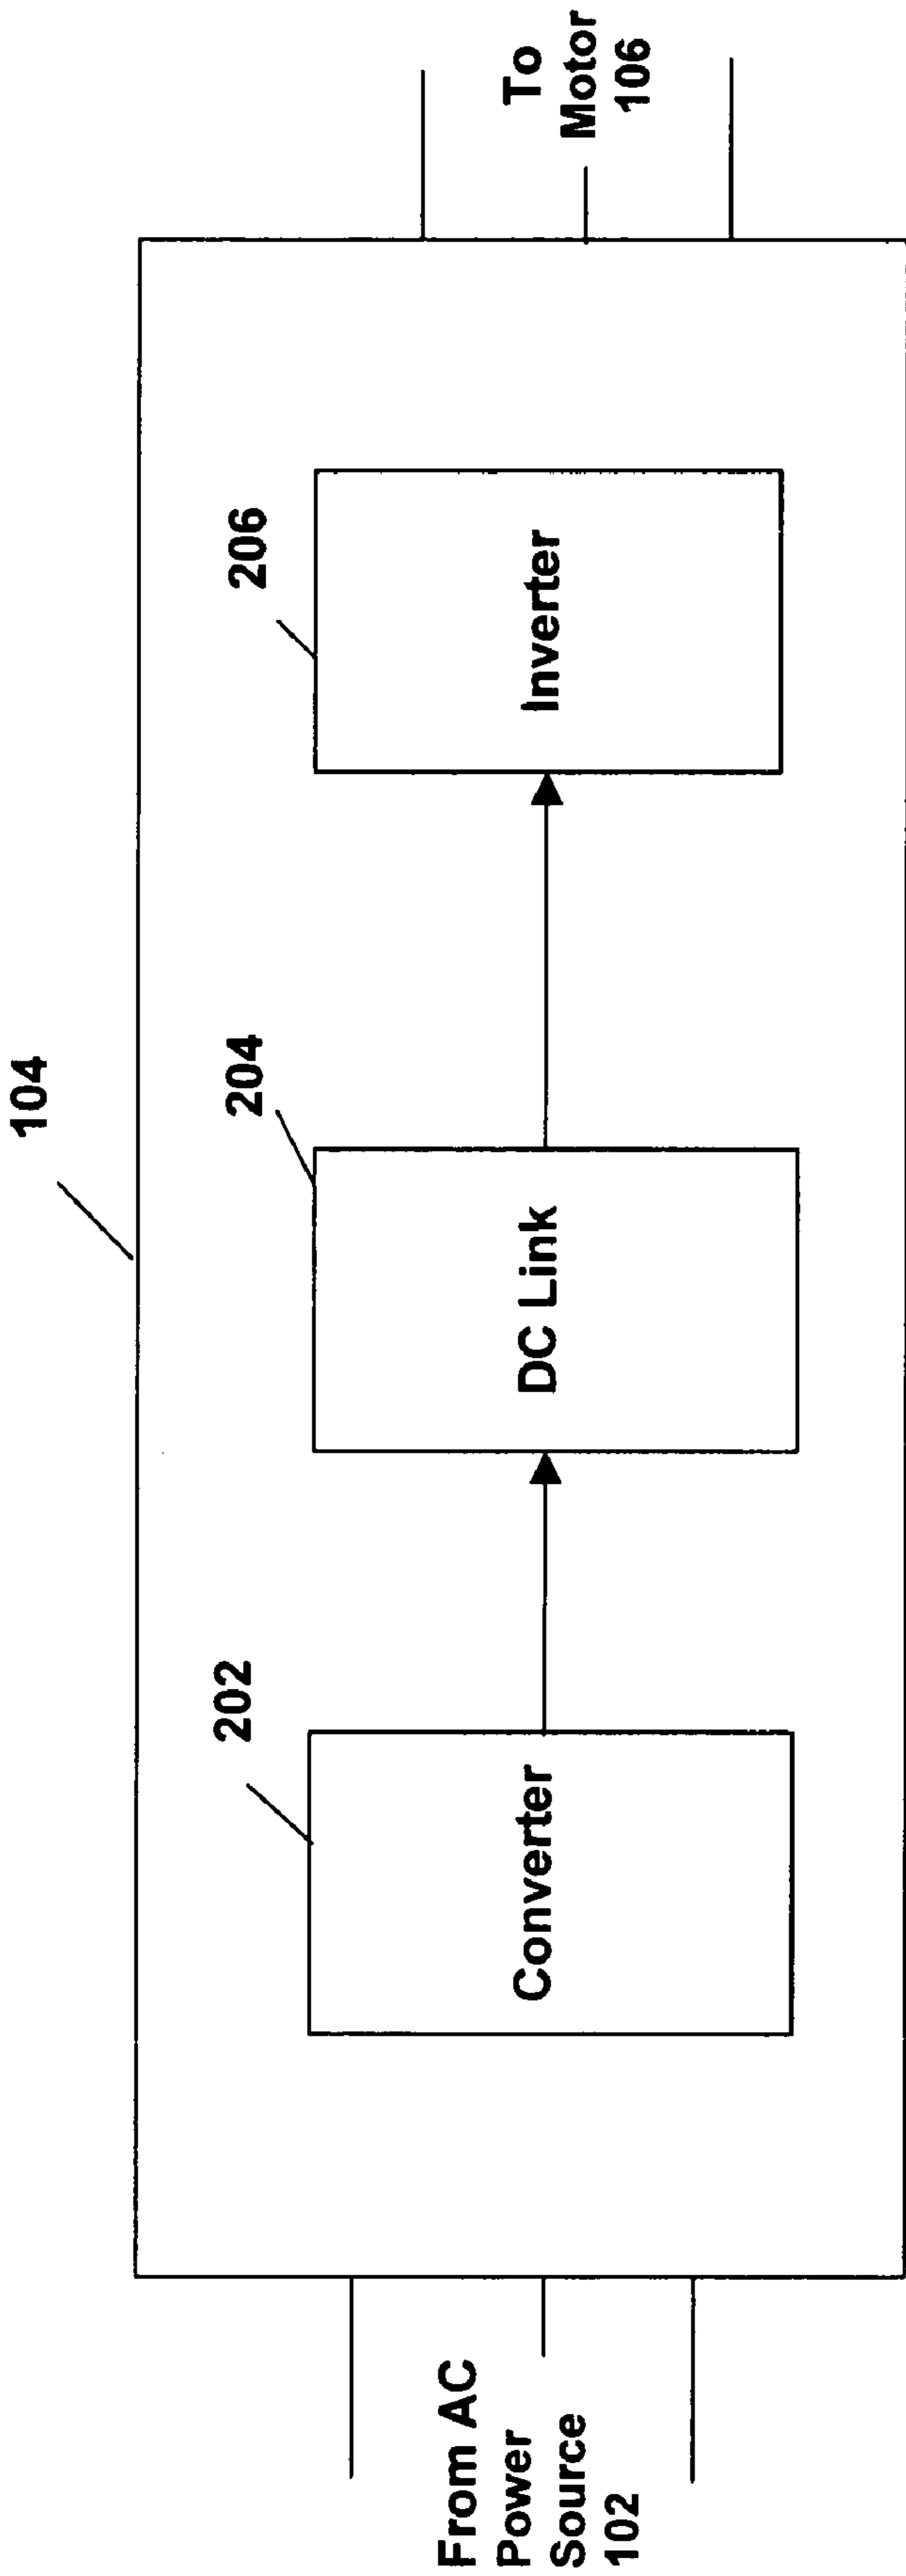 104
202
204
206
Converter
DC Link
Inverter
From AC
Power
Source
102
To
Motor
106